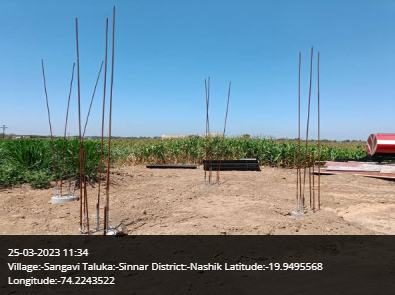 25-03-2023 11:34
Village:-Sangavi Taluka:-Sinnar District:-Nashik Latitude:-19.9495568
Longitude:-74.2243522